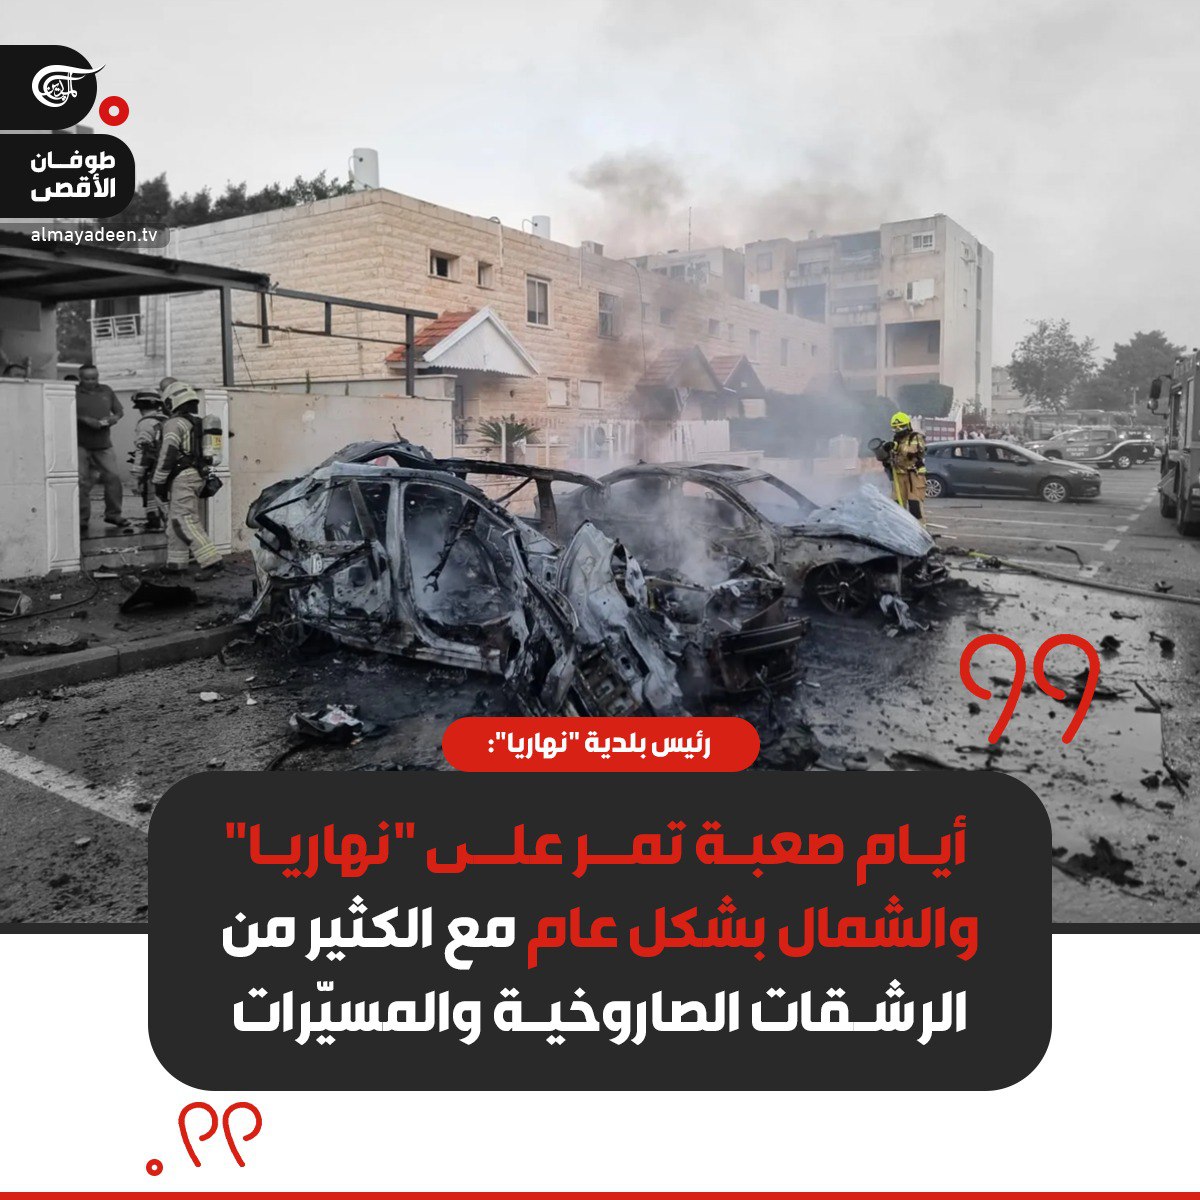 الميادين
طوفان
الأقصى
almayadeen.tv
رئيس بلدية "نهاريا":
أيام صعبة تمر على "نهاريا"
والشمال بشكل عام مع الكثير من
الرشقات الصاروخية والمسيّرات